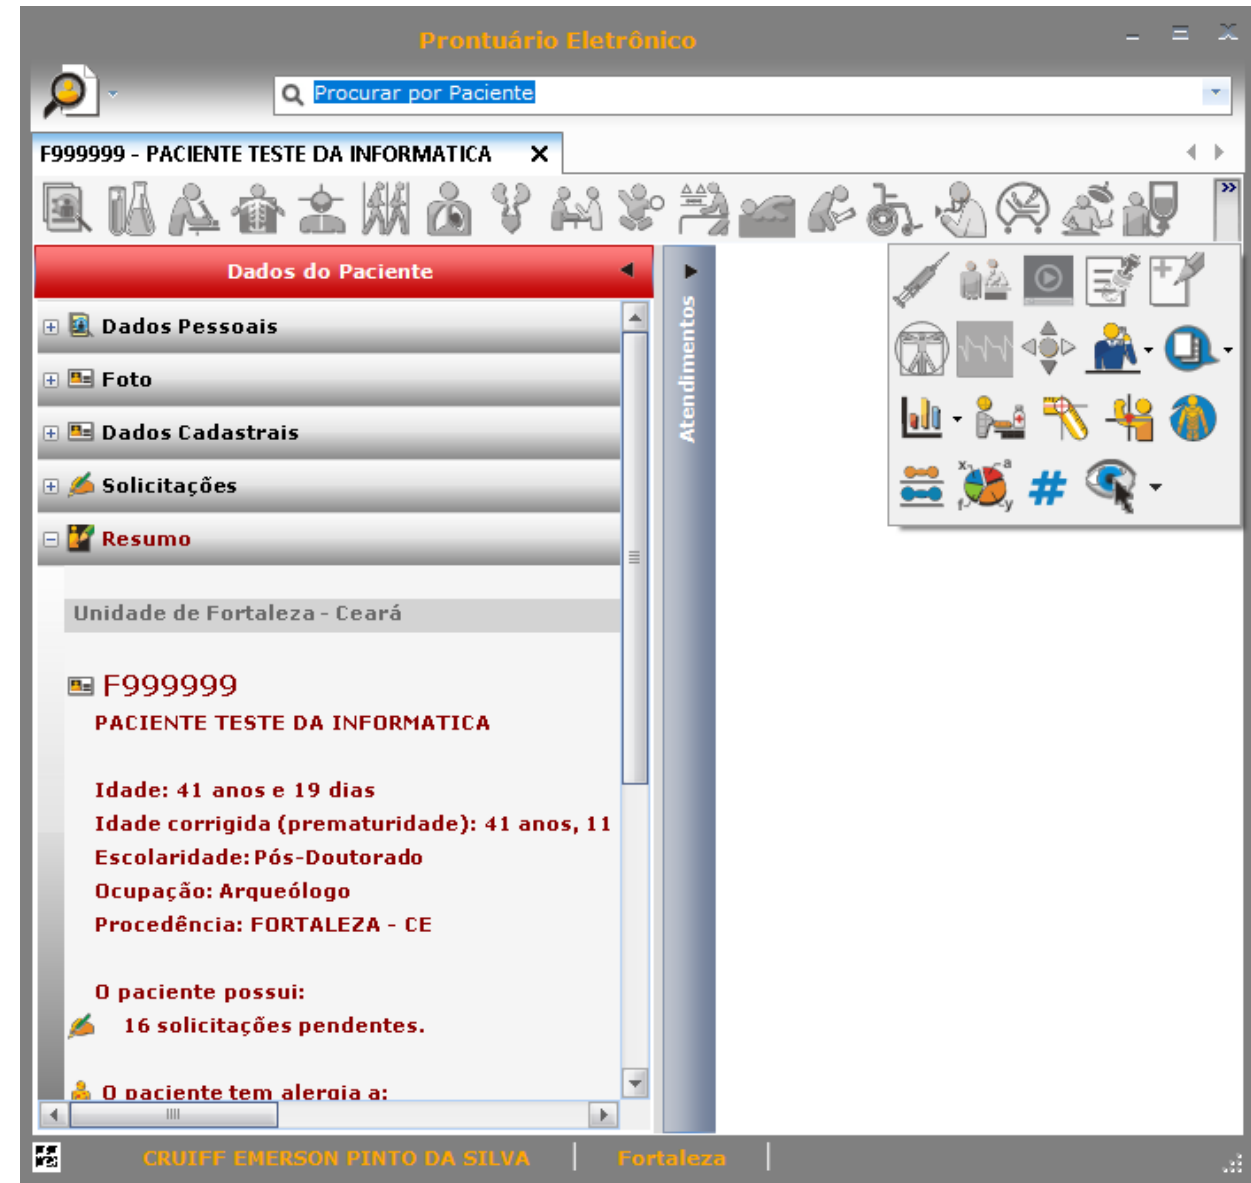 Prontuário Eletrônico
Procurar por Paciente
F999999 - PACIENTE TESTE DA INFORMATICA
Dados do Paciente
Dados Pessoais
Foto
Dados Cadastrais
Solicitações
Resumo
Unidade de Fortaleza - Ceará
F999999
PACIENTE TESTE DA INFORMATICA
Idade: 41 anos e 19 dias
Idade corrigida (prematuridade): 41 anos, 11
Escolaridade: Pós-Doutorado
Ocupação: Arqueólogo
Procedência: FORTALEZA - CE
O paciente possui:
16 solicitações pendentes.
O paciente tem alergia a:
Atendimentos
CRUIFF EMERSON PINTO DA SILVA
Fortaleza